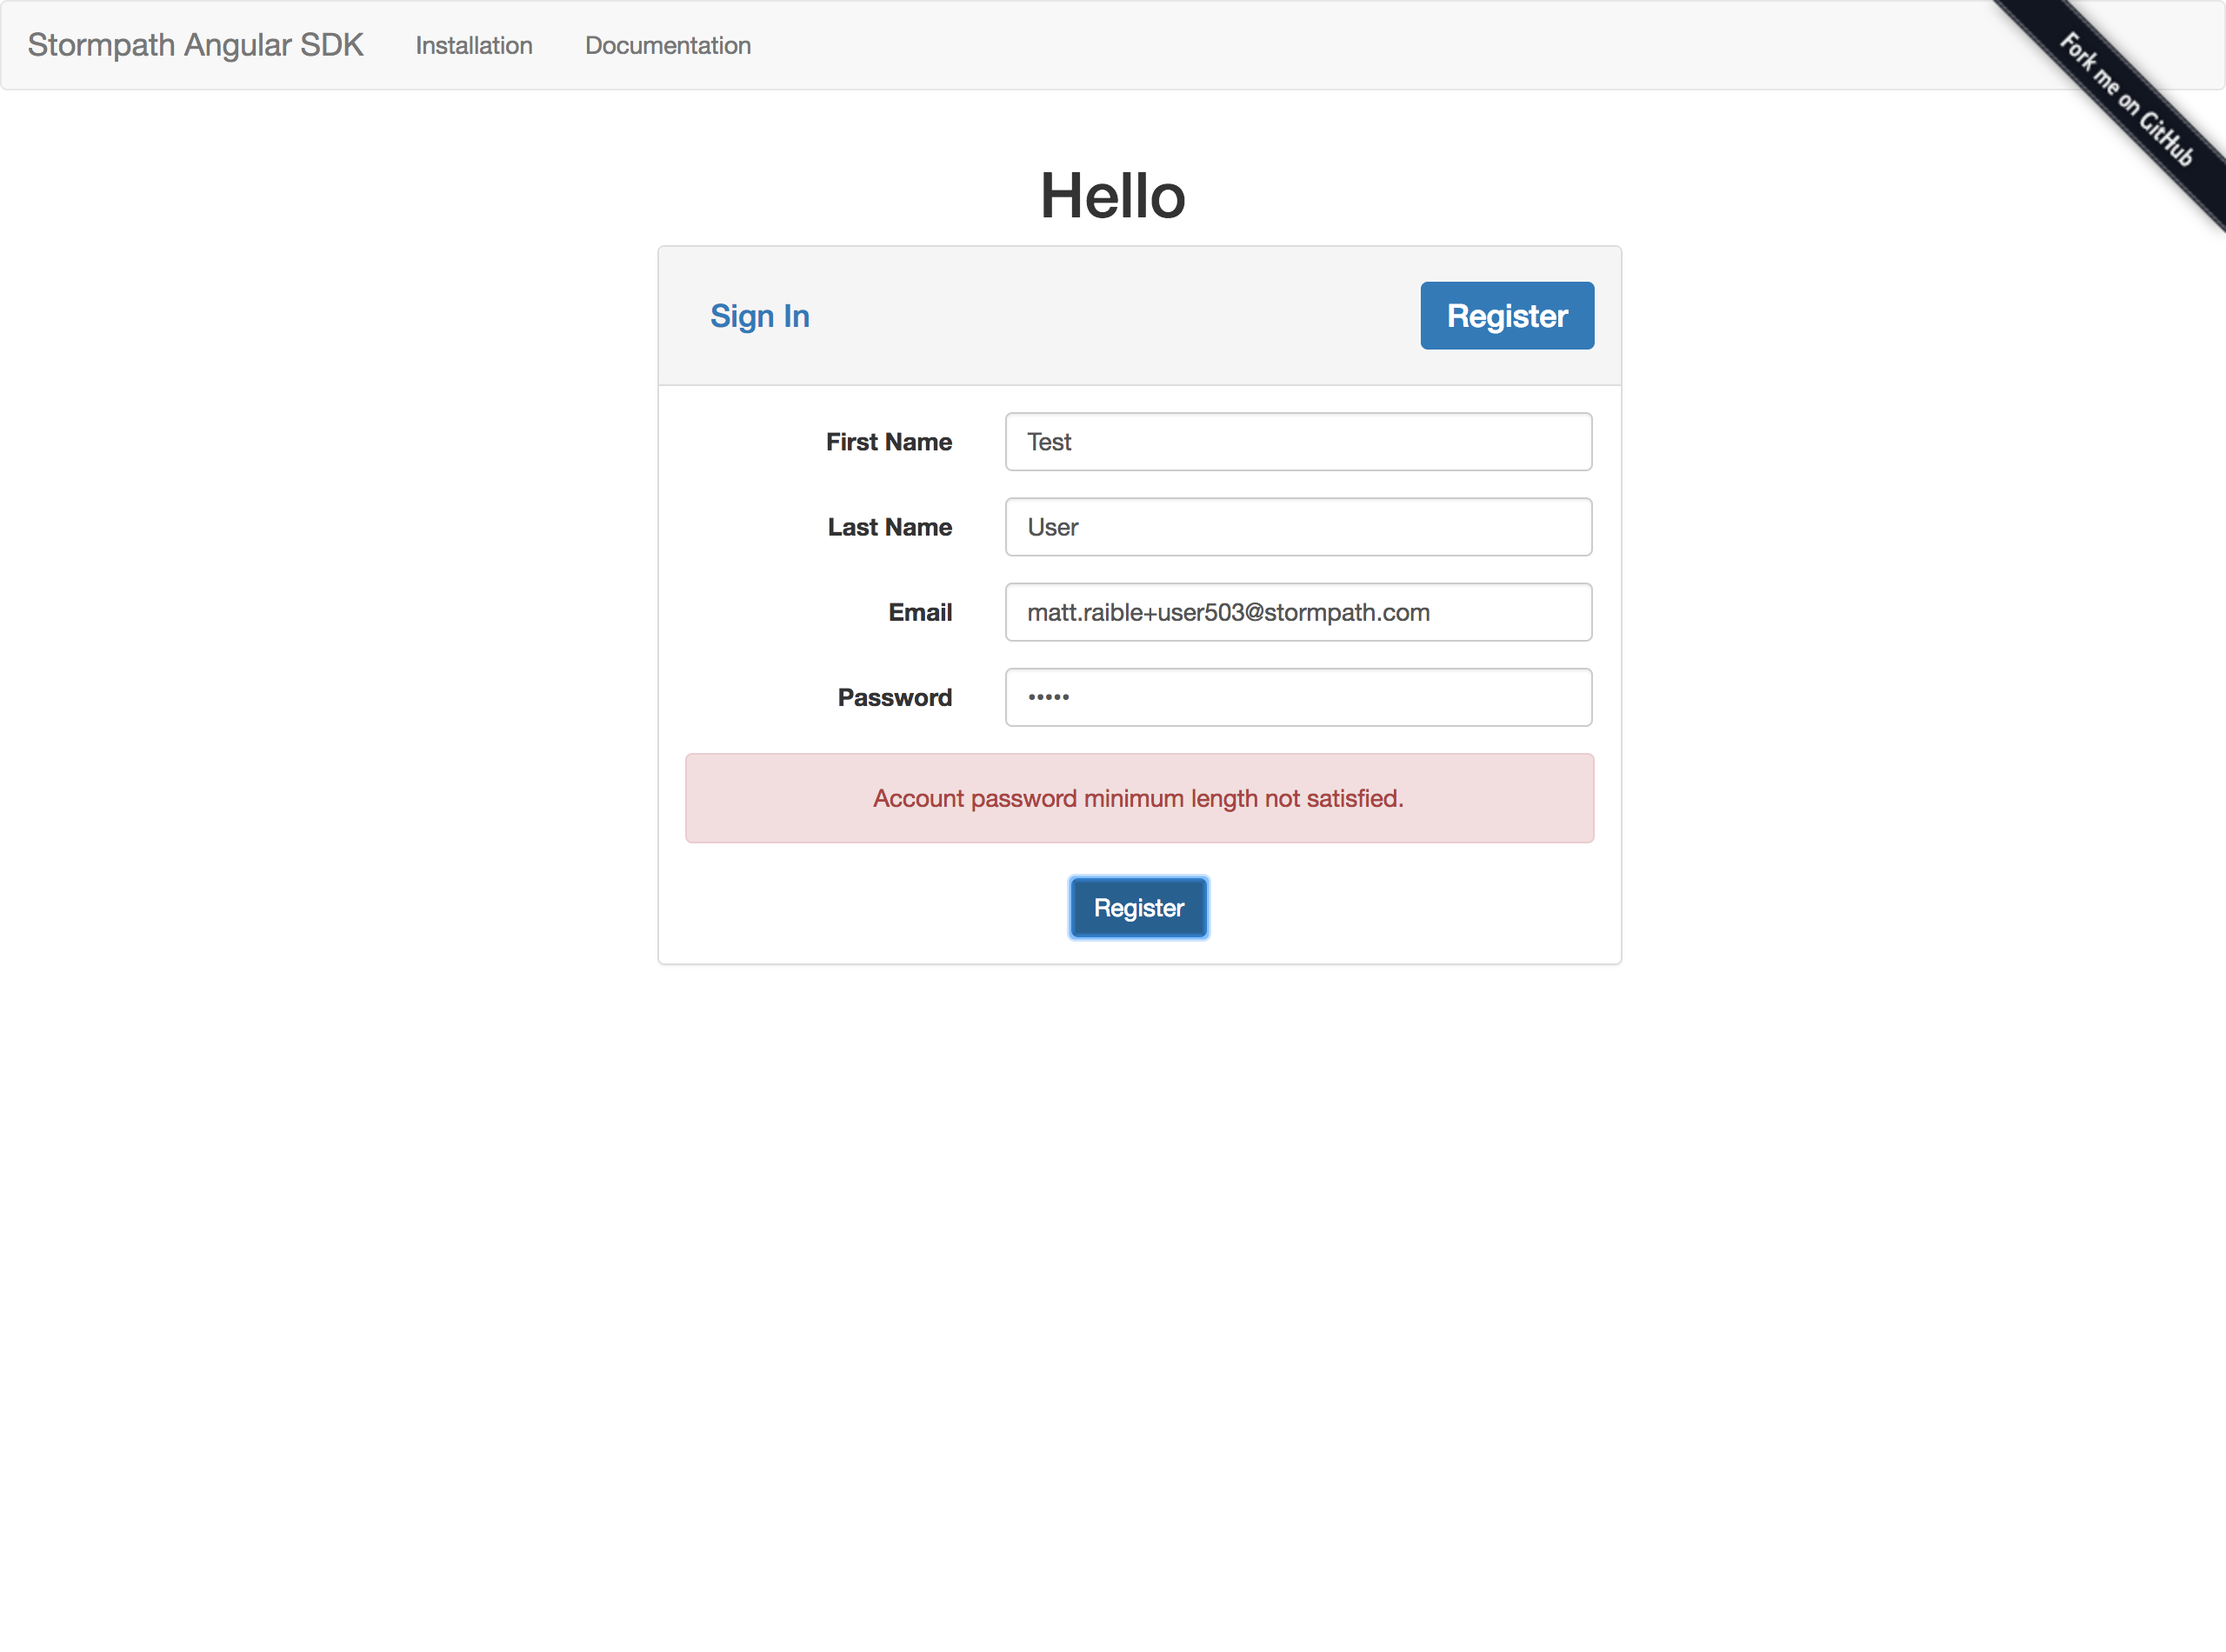 Stormpath Angular SDK Installation Documentation
Fork me on GitHub
Hello
Sign In Register
First Name Test
Last Name User
Email matt.raible+user503@stormpath.com
Password •••••
Account password minimum length not satisfied.
Register